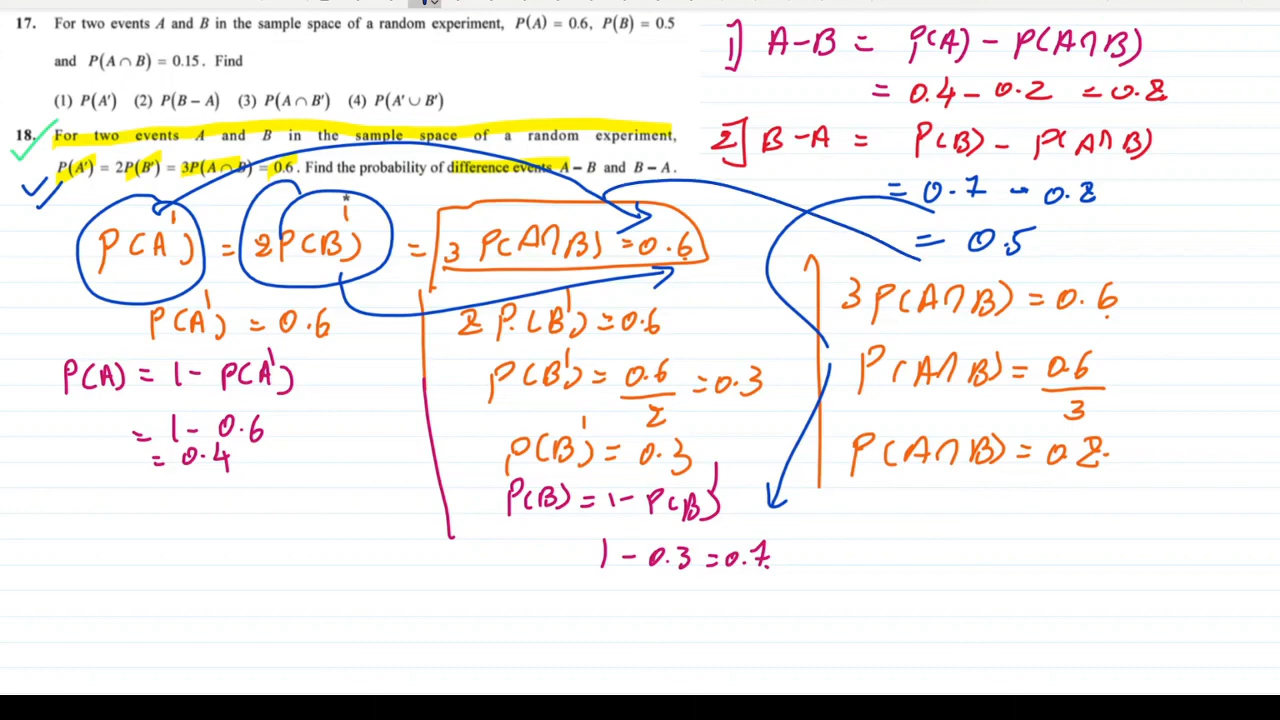 17. For two events A and B in the sample space of a random experiment, P(A) = 0.6, P(B) = 0.5
and P(A ∩ B) = 0.15. Find
(1) P(A') (2) P(B − A) (3) P(A ∩ B') (4) P(A' ∪ B')
18. For two events A and B in the sample space of a random experiment,
P(A') = 2P(B') = 3P(A ∩ B) = 0.6. Find the probability of difference events A − B and B − A.
P(A') = 2P(B') = 3 P(A∩B) = 0.6
P(A') = 0.6
P(A) = 1 - P(A')
= 1 - 0.6
= 0.4
2 P.(B') = 0.6
P(B') = 0.6/2 = 0.3
P(B') = 0.3
P(B) = 1 - P(B)'
1 - 0.3 = 0.7.
1] A-B = P(A) - P(A∩B)
= 0.4 - 0.2 = 0.2
2] B-A = P(B) - P(A∩B)
= 0.7 - 0.2
= 0.5
3 P(A∩B) = 0.6
P(A∩B) = 0.6/3
P(A∩B) = 0.2.